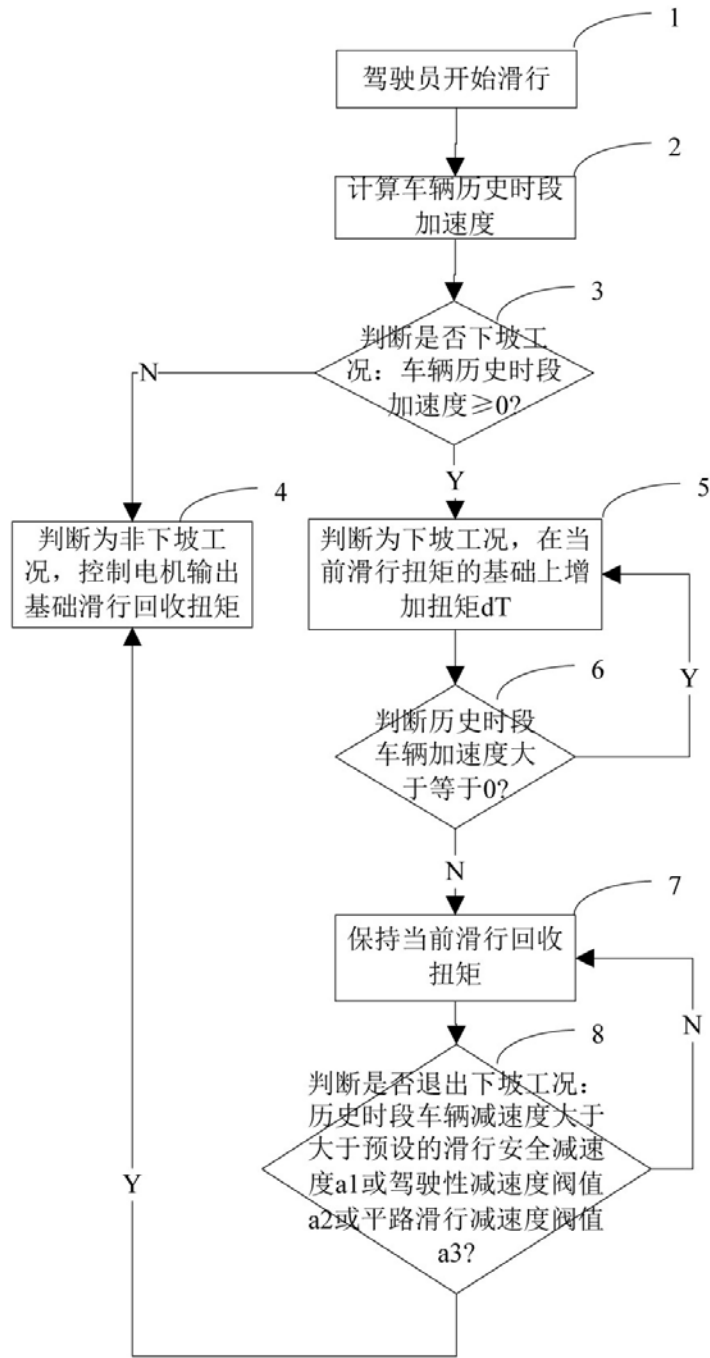 1
驾驶员开始滑行
2
计算车辆历史时段
加速度
3
判断是否下坡工
况：车辆历史时段
加速度≥0?
N
Y
4
判断为非下坡工
况，控制电机输出
基础滑行回收扭矩
5
判断为下坡工况，在当
前滑行扭矩的基础上增
加扭矩dT
6
判断历史时段
车辆加速度大
于等于0?
Y
N
7
保持当前滑行回收
扭矩
8
判断是否退出下坡工况：
历史时段车辆减速度大于
大于预设的滑行安全减速
度a1或驾驶性减速度阀值
a2或平路滑行减速度阀值
a3?
N
Y